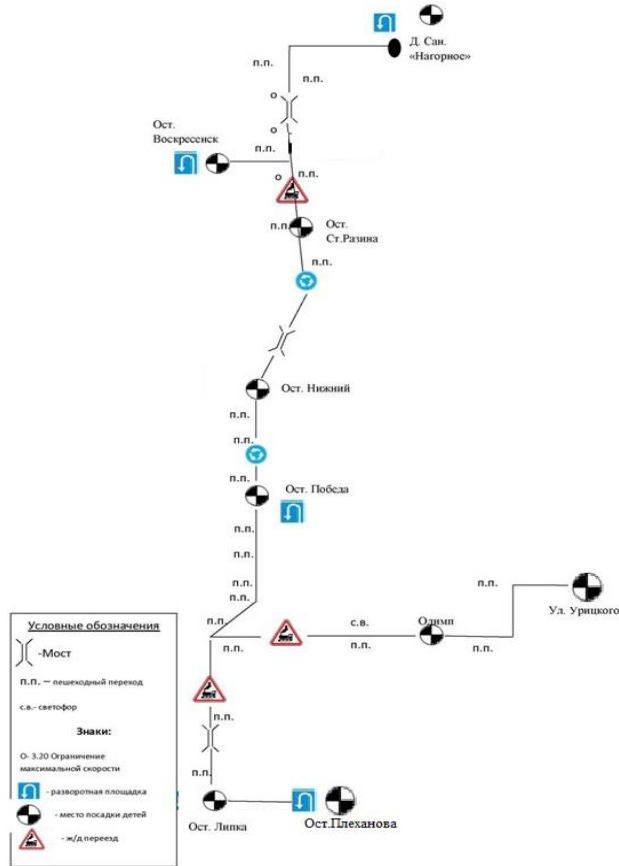 Д. Сан.
«Нагорное»
п.п.
п.п.
о
о
Ост.
Воскресенск
п.п.
п.п.
о
п.п.
Ост.
Ст.Разина
п.п.
Ост. Нижний
п.п.
п.п.
п.п.
Ост. Победа
п.п.
п.п.
п.п.
п.п.
п.п.
Ул. Урицкого
п.п.
с.в.
Олимп
п.п.
п.п.
п.п.
п.п.
п.п.
Ост. Липка
Ост.Плеханова
Условные обозначения
-Мост
п.п. – пешеходный переход
с.в.- светофор
Знаки:
О- 3.20 Ограничение
максимальной скорости
- разворотная площадка
- место посадки детей
- ж/д переезд